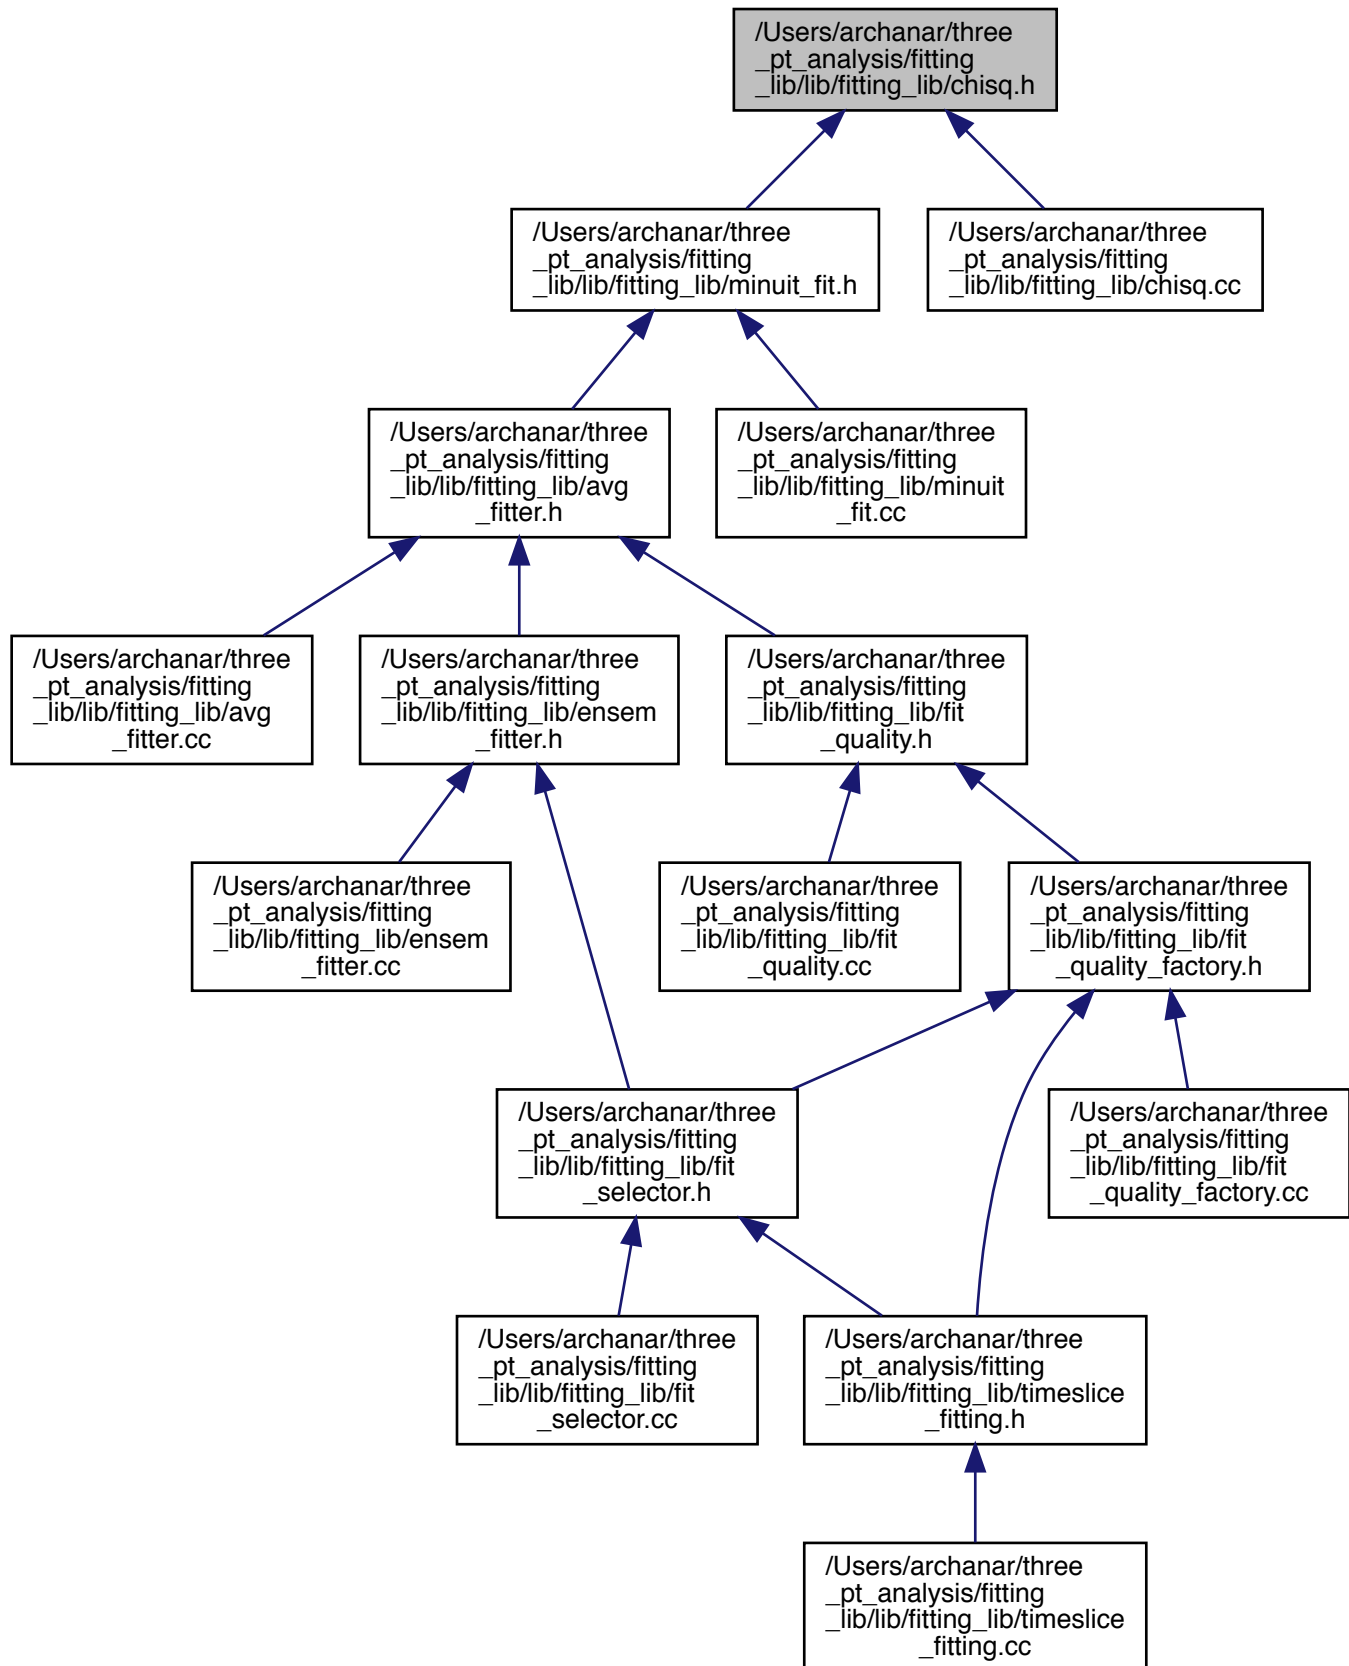 /Users/archanar/three
_pt_analysis/fitting
_lib/lib/fitting_lib/chisq.h
/Users/archanar/three
_pt_analysis/fitting
_lib/lib/fitting_lib/minuit_fit.h
/Users/archanar/three
_pt_analysis/fitting
_lib/lib/fitting_lib/chisq.cc
/Users/archanar/three
_pt_analysis/fitting
_lib/lib/fitting_lib/avg
_fitter.h
/Users/archanar/three
_pt_analysis/fitting
_lib/lib/fitting_lib/minuit
_fit.cc
/Users/archanar/three
_pt_analysis/fitting
_lib/lib/fitting_lib/avg
_fitter.cc
/Users/archanar/three
_pt_analysis/fitting
_lib/lib/fitting_lib/ensem
_fitter.h
/Users/archanar/three
_pt_analysis/fitting
_lib/lib/fitting_lib/fit
_quality.h
/Users/archanar/three
_pt_analysis/fitting
_lib/lib/fitting_lib/ensem
_fitter.cc
/Users/archanar/three
_pt_analysis/fitting
_lib/lib/fitting_lib/fit
_quality.cc
/Users/archanar/three
_pt_analysis/fitting
_lib/lib/fitting_lib/fit
_quality_factory.h
/Users/archanar/three
_pt_analysis/fitting
_lib/lib/fitting_lib/fit
_selector.h
/Users/archanar/three
_pt_analysis/fitting
_lib/lib/fitting_lib/fit
_quality_factory.cc
/Users/archanar/three
_pt_analysis/fitting
_lib/lib/fitting_lib/fit
_selector.cc
/Users/archanar/three
_pt_analysis/fitting
_lib/lib/fitting_lib/timeslice
_fitting.h
/Users/archanar/three
_pt_analysis/fitting
_lib/lib/fitting_lib/timeslice
_fitting.cc